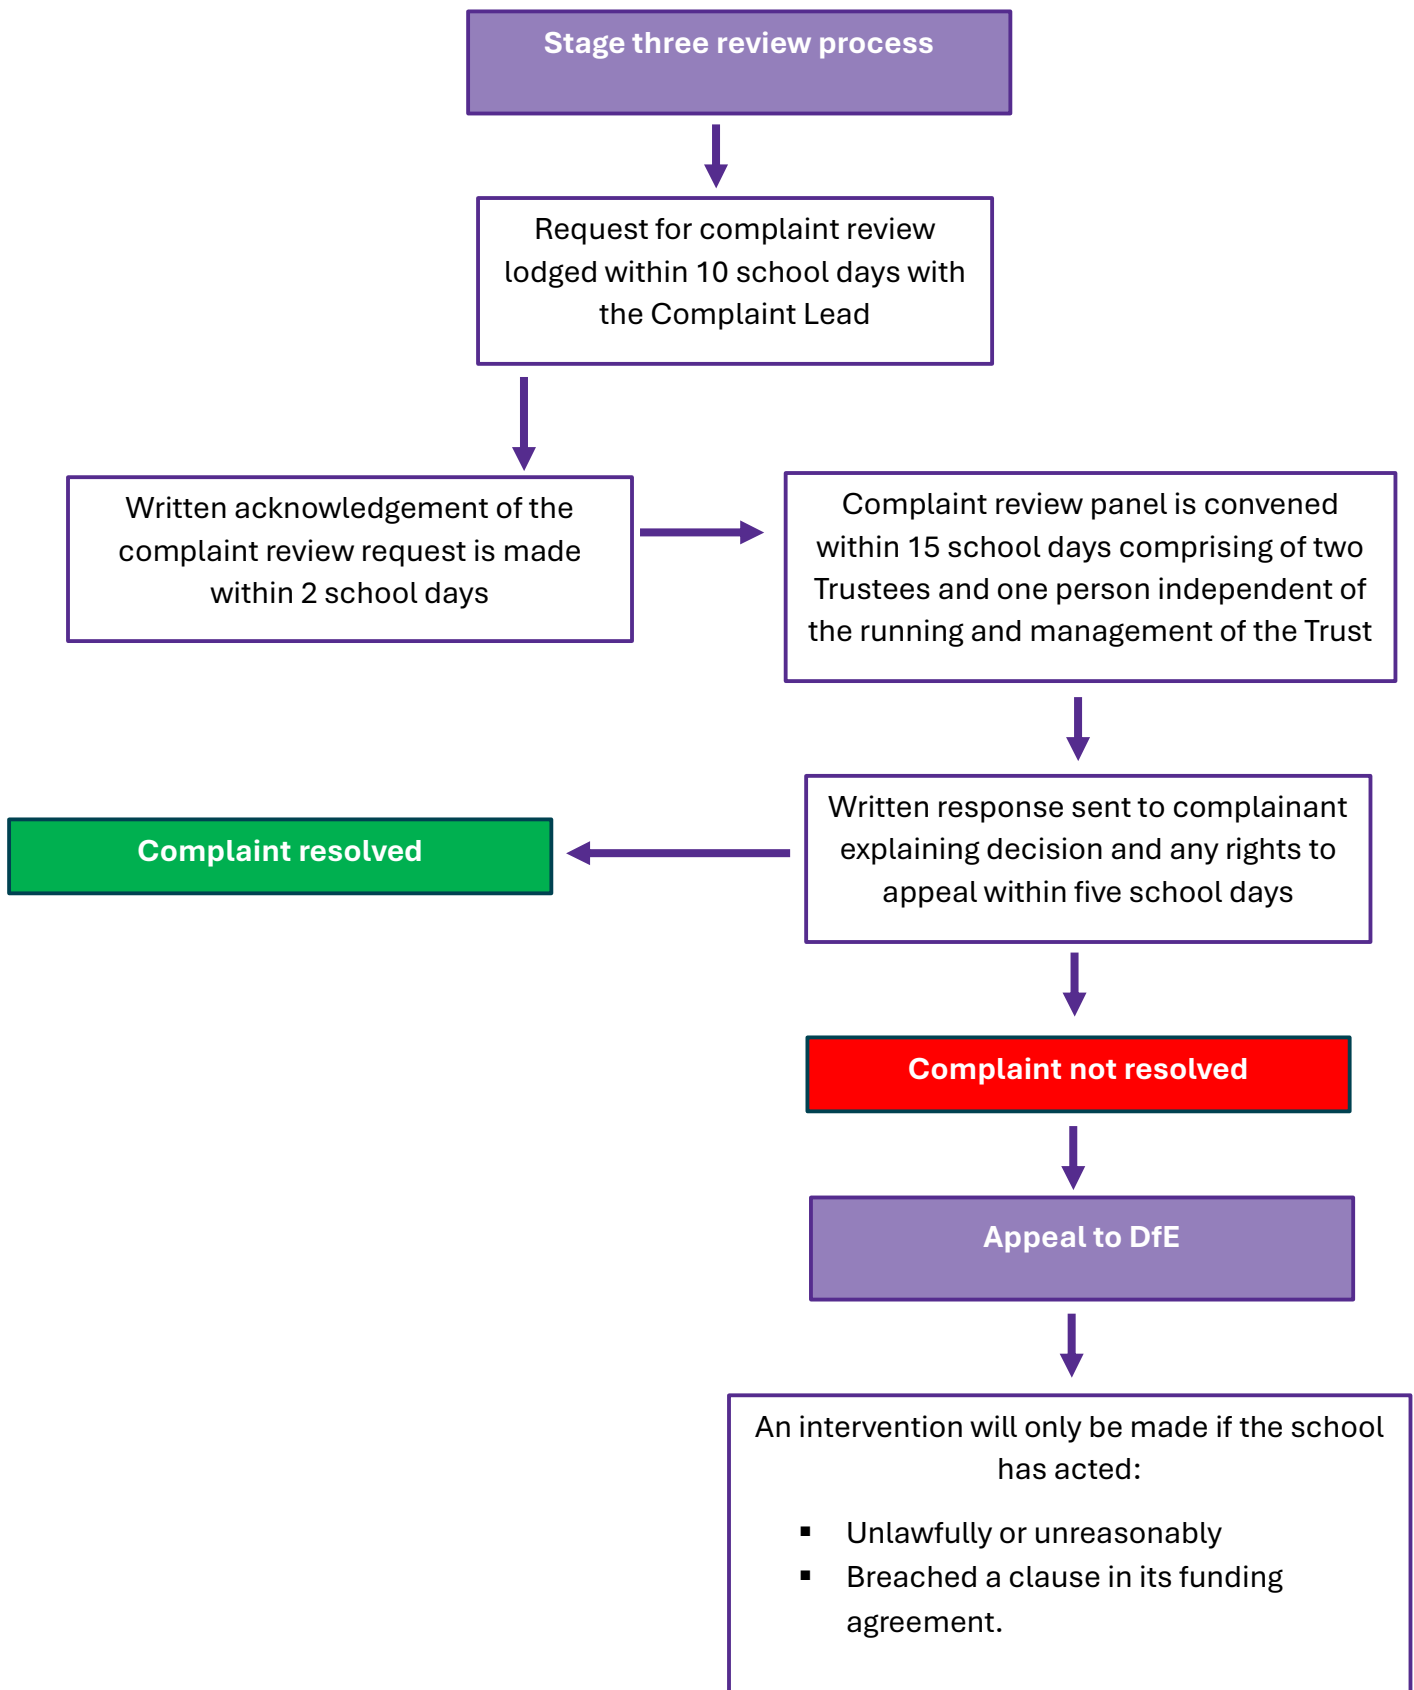 Stage three review process
Request for complaint review
lodged within 10 school days with
the Complaint Lead
Written acknowledgement of the
complaint review request is made
within 2 school days
Complaint review panel is convened
within 15 school days comprising of two
Trustees and one person independent of
the running and management of the Trust
Written response sent to complainant
explaining decision and any rights to
appeal within five school days
Complaint resolved
Complaint not resolved
Appeal to DfE
An intervention will only be made if the school
has acted:
▪ Unlawfully or unreasonably
▪ Breached a clause in its funding
agreement.